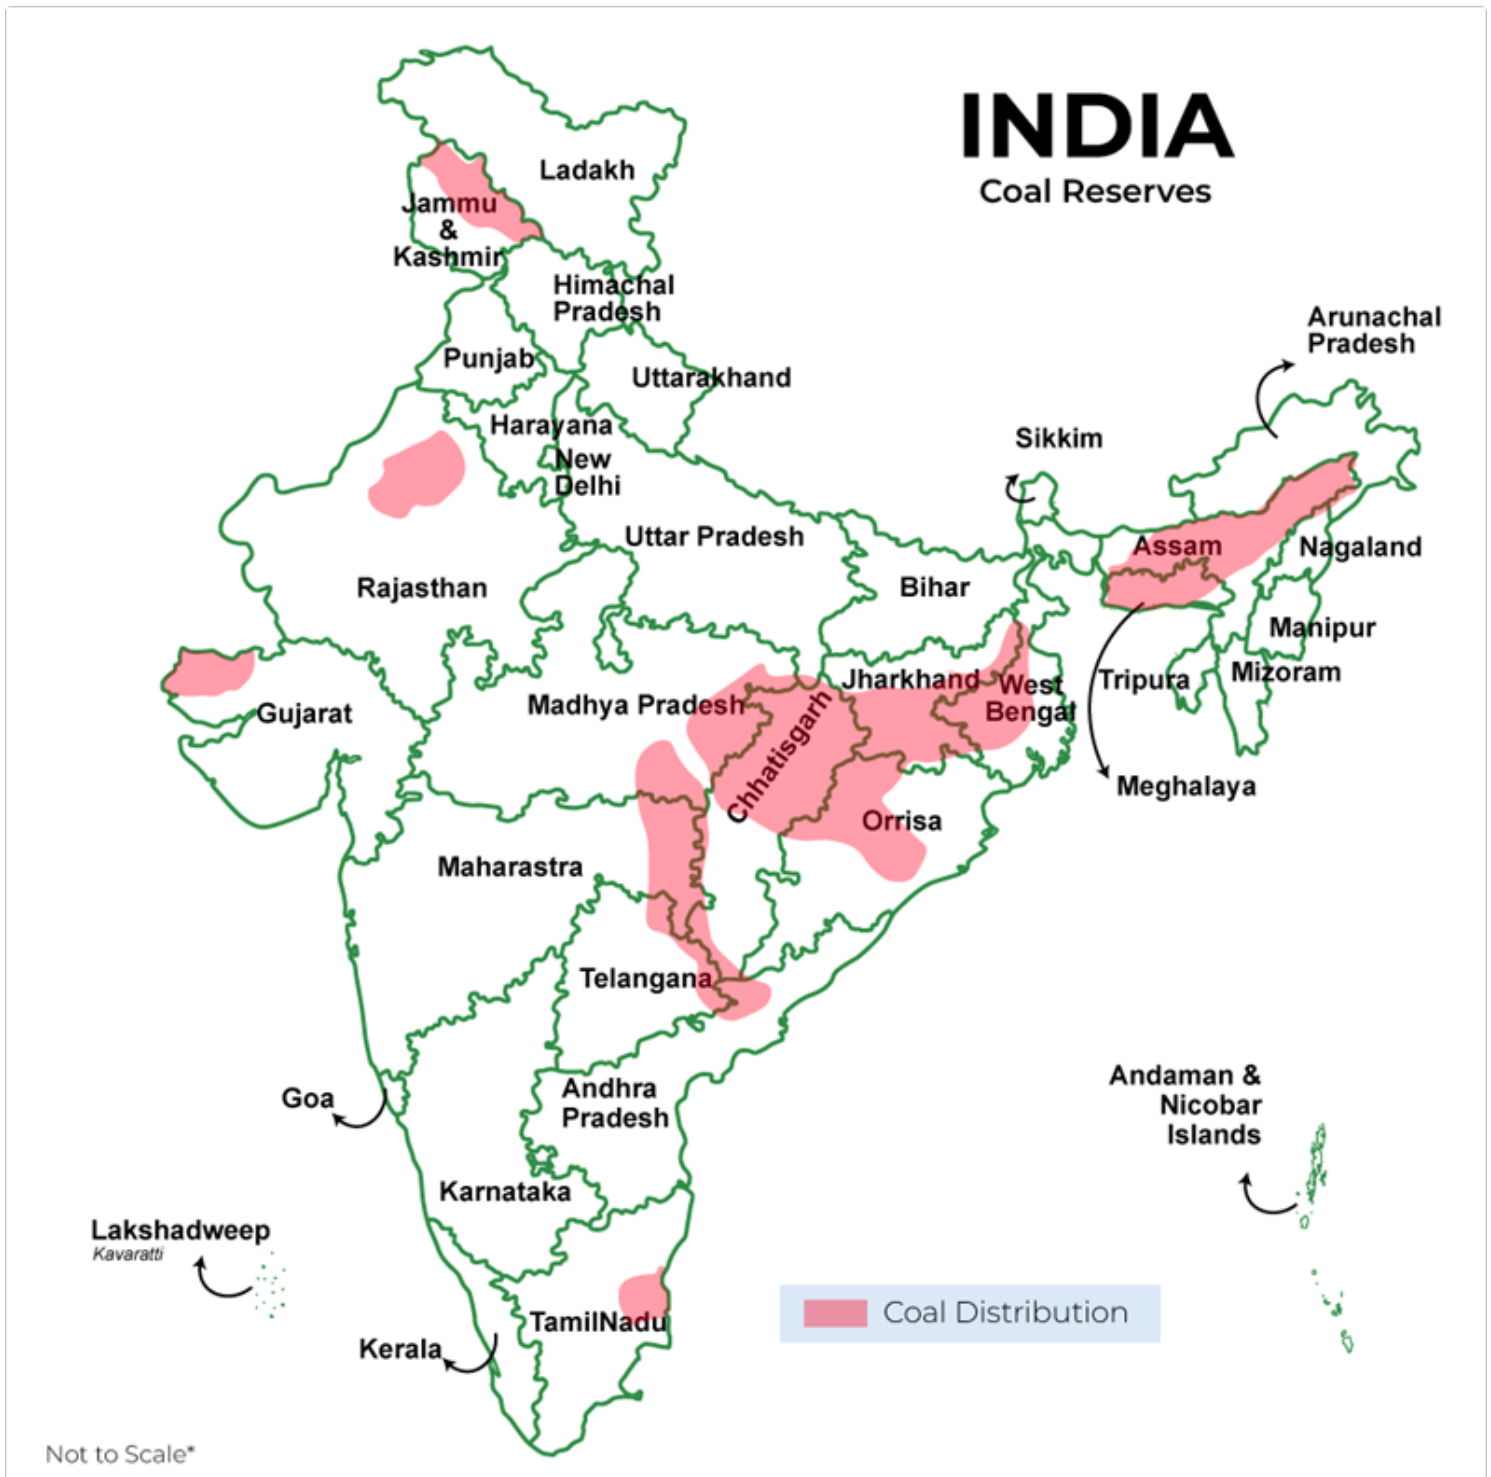 INDIA
Coal Reserves
Ladakh
Jammu
&
Kashmir
Himachal
Pradesh
Arunachal
Pradesh
Punjab
Uttarakhand
Harayana
Sikkim
New
Delhi
Uttar Pradesh
Assam
Nagaland
Rajasthan
Bihar
Manipur
Mizoram
Tripura
Jharkhand
West
Bengal
Madhya Pradesh
Gujarat
Chhatisgarh
Meghalaya
Orrisa
Maharastra
Telangana
Andaman &
Nicobar
Islands
Goa
Andhra
Pradesh
Karnataka
Lakshadweep
Kavaratti
Coal Distribution
TamilNadu
Kerala
Not to Scale*